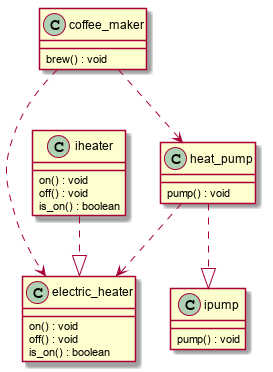 C coffee_maker
brew() : void
C iheater
on() : void
off() : void
is_on() : boolean
C heat_pump
pump() : void
C electric_heater
on() : void
off() : void
is_on() : boolean
C ipump
pump() : void